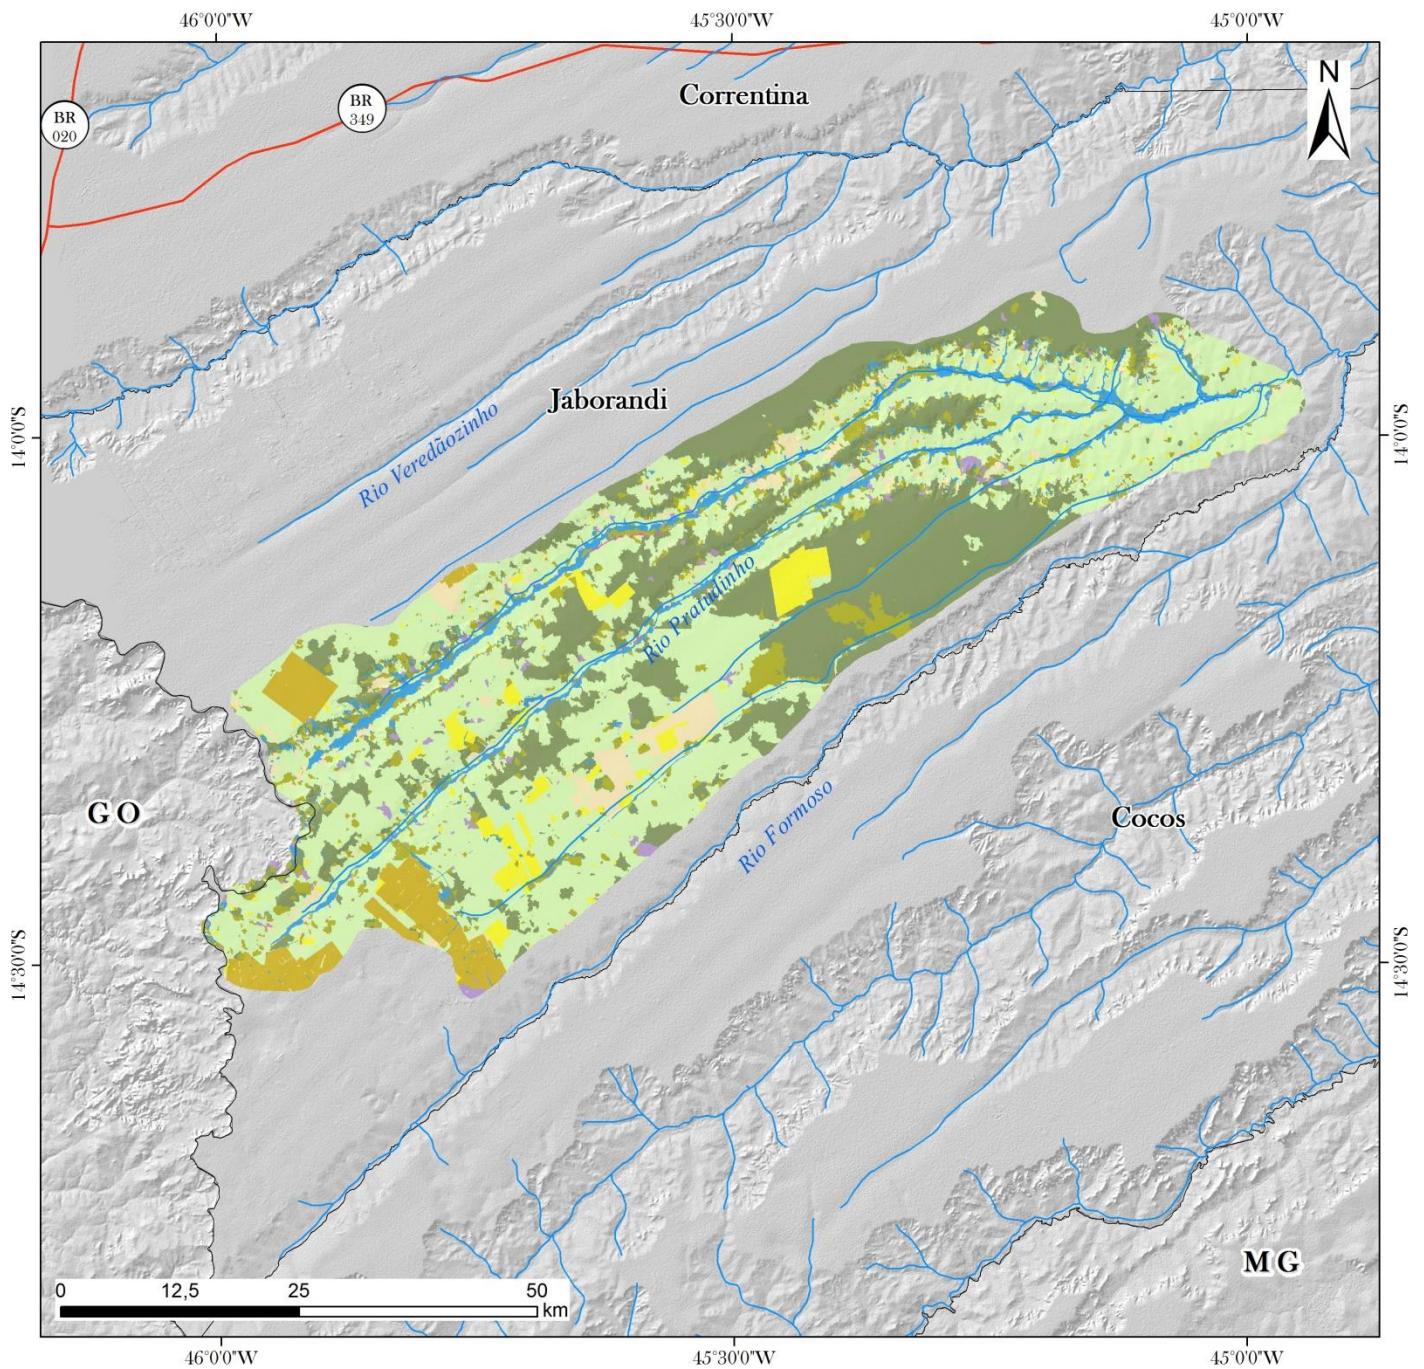 46°0'0"W
45°30'0"W
45°0'0"W
N
Correntina
BR
349
BR
020
Jaborandi
Rio Veredãozinho
14°0'0"S
14°0'0"S
Rio Pratudinho
GO
Rio Formoso
Cocos
14°30'0"S
14°30'0"S
MG
0
12,5
25
50
km
46°0'0"W
45°30'0"W
45°0'0"W